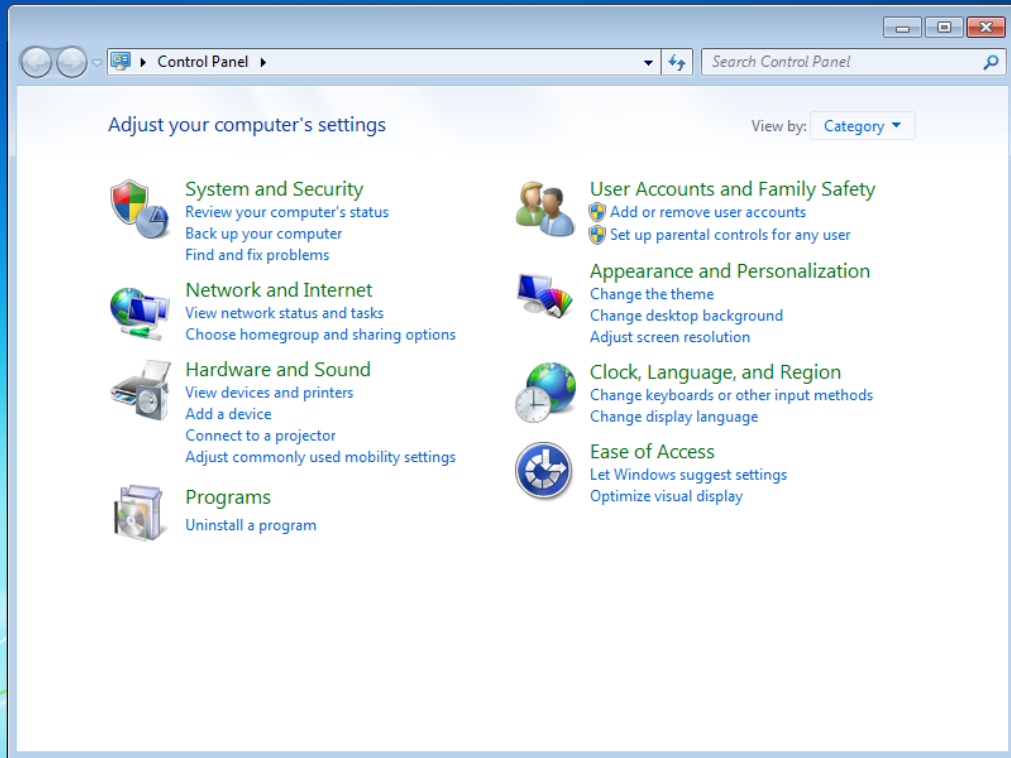 Control Panel
Search Control Panel
Adjust your computer's settings
View by: Category
System and Security
Review your computer's status
Back up your computer
Find and fix problems
Network and Internet
View network status and tasks
Choose homegroup and sharing options
Hardware and Sound
View devices and printers
Add a device
Connect to a projector
Adjust commonly used mobility settings
Programs
Uninstall a program
User Accounts and Family Safety
Add or remove user accounts
Set up parental controls for any user
Appearance and Personalization
Change the theme
Change desktop background
Adjust screen resolution
Clock, Language, and Region
Change keyboards or other input methods
Change display language
Ease of Access
Let Windows suggest settings
Optimize visual display